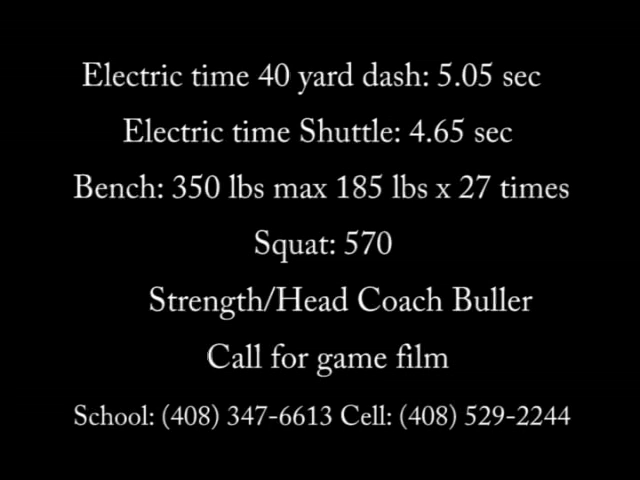 Electric time 40 yard dash: 5.05 sec
Electric time Shuttle: 4.65 sec
Bench: 350 lbs max 185 lbs x 27 times
Squat: 570
Strength/Head Coach Buller
Call for game film
School: (408) 347-6613 Cell: (408) 529-2244